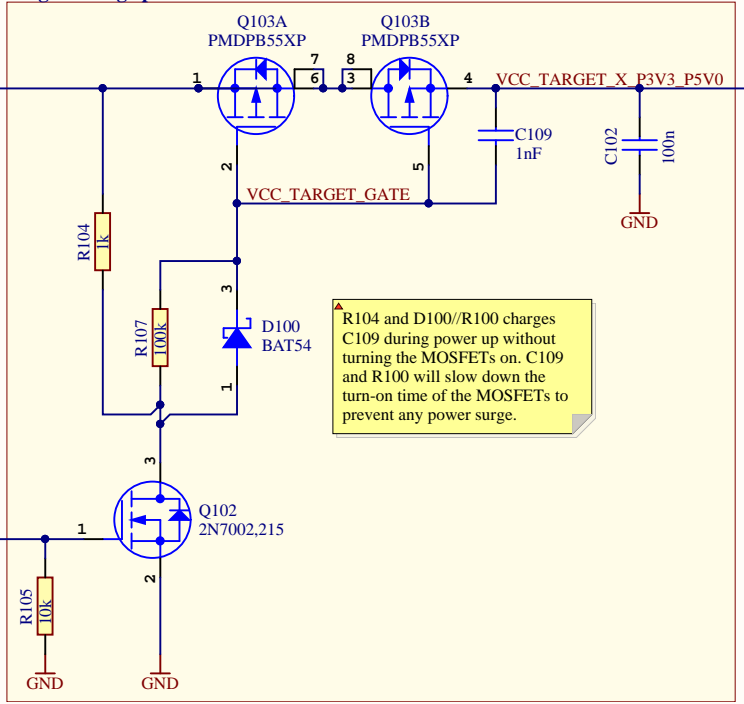 Q103A
PMDPB55XP
Q103B
PMDPB55XP
1
7
6
8
3
4
VCC_TARGET_X_P3V3_P5V0
C109
1nF
C102
100n
GND
2
5
VCC_TARGET_GATE
R104
1k
3
R107
100k
D100
BAT54
1
R104 and D100//R100 charges
C109 during power up without
turning the MOSFETs on. C109
and R100 will slow down the
turn-on time of the MOSFETs to
prevent any power surge.
3
Q102
2N7002,215
1
2
R105
10k
GND
GND